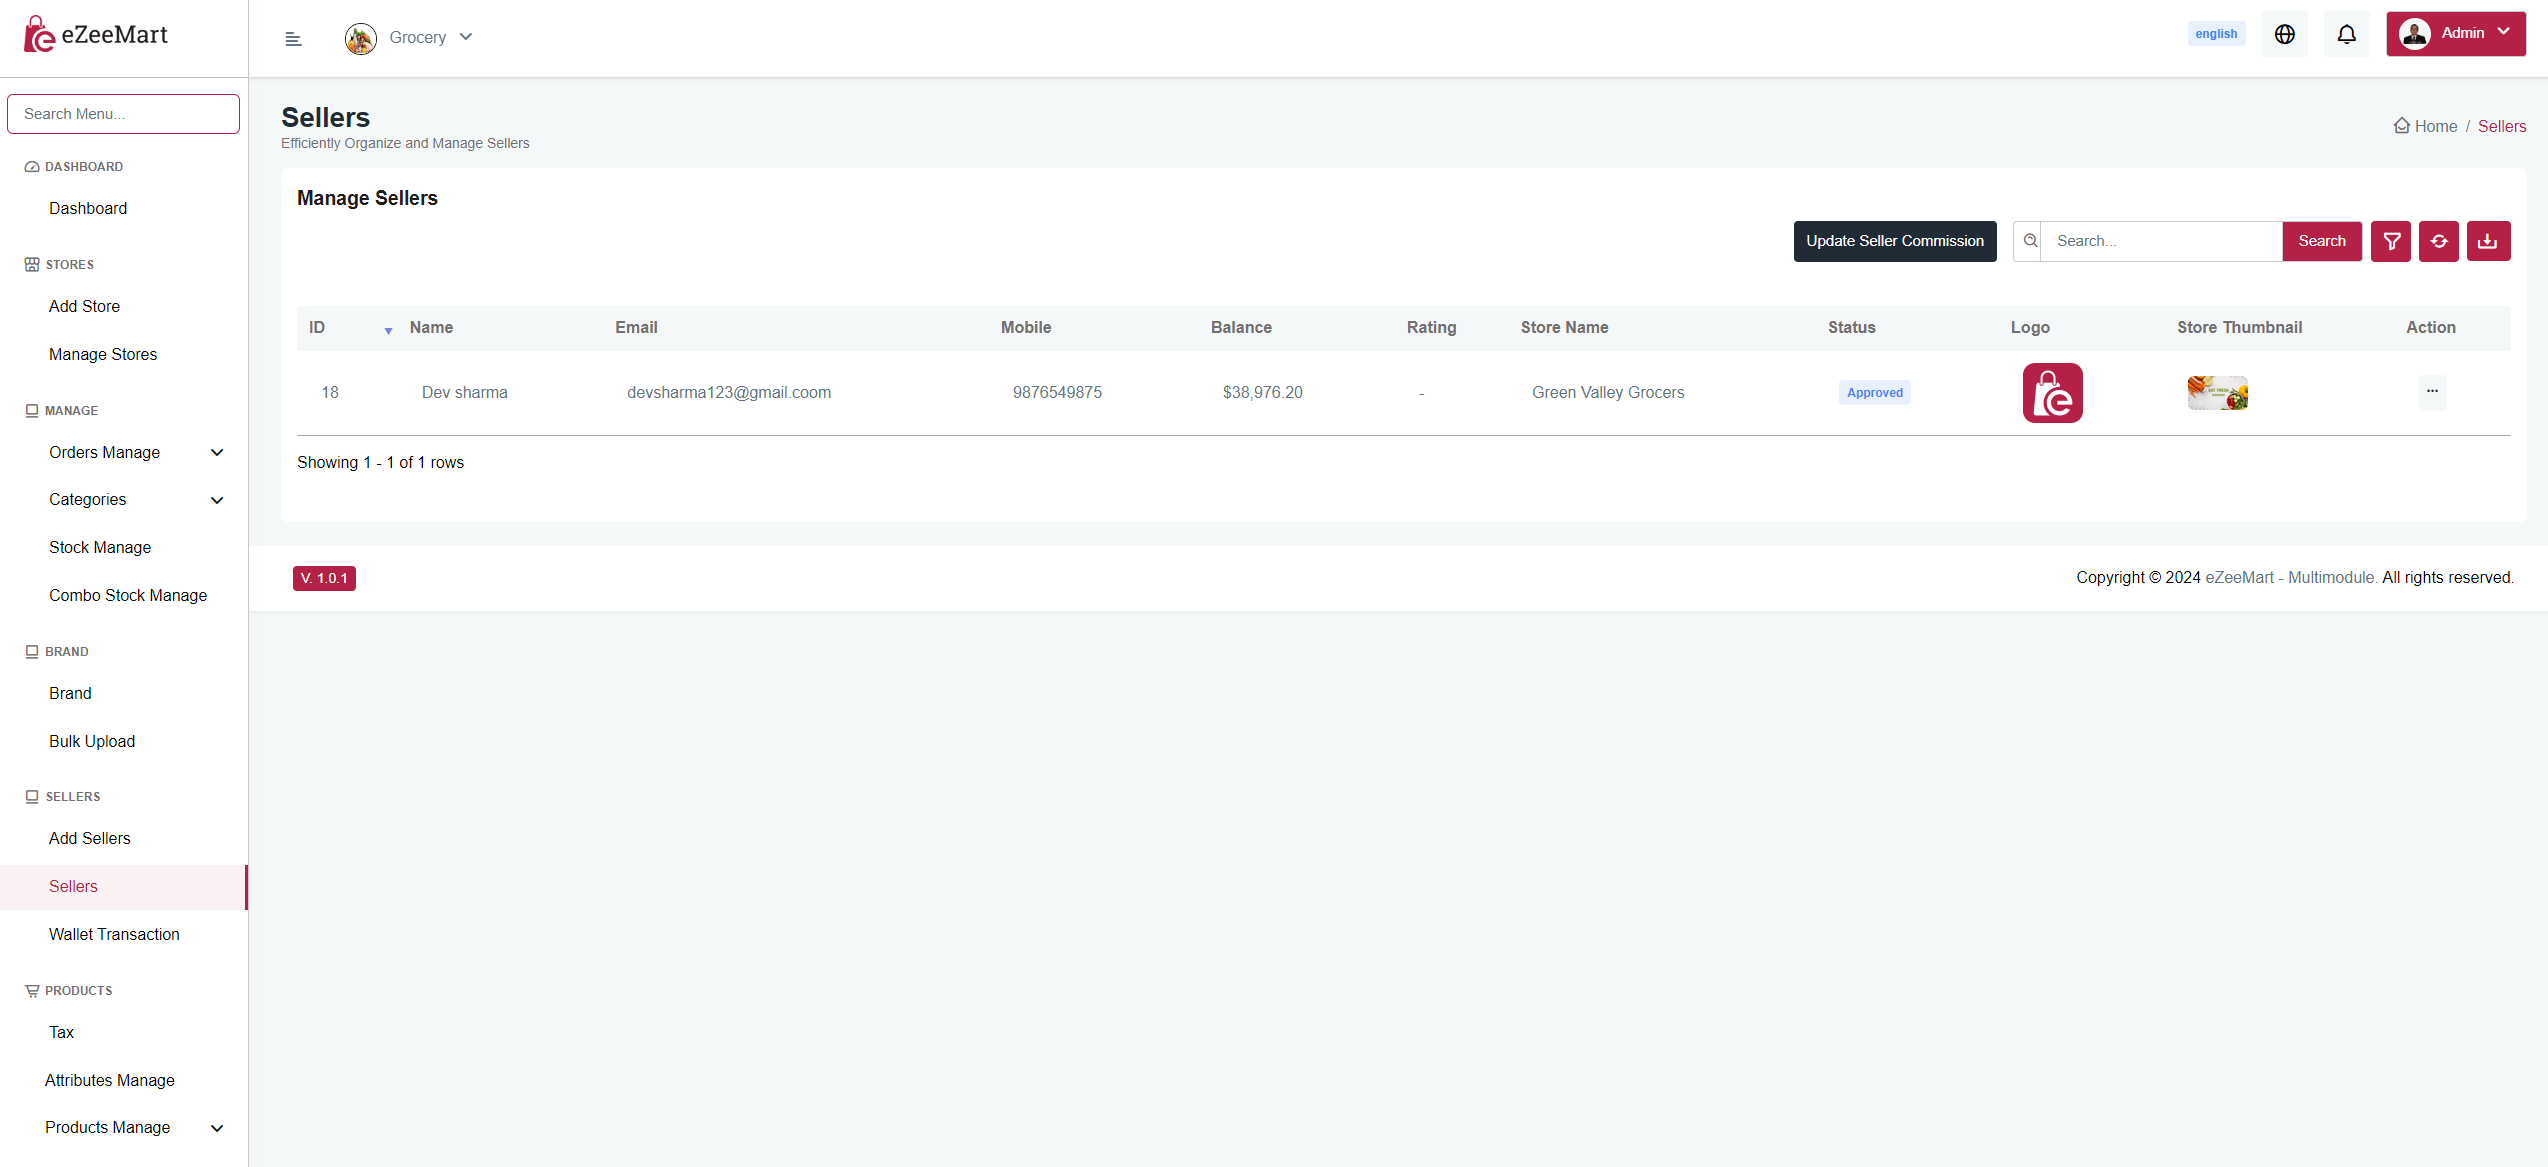 eZeeMart
Grocery
english
Admin
Search Menu...
DASHBOARD
Dashboard
STORES
Add Store
Manage Stores
MANAGE
Orders Manage
Categories
Stock Manage
Combo Stock Manage
BRAND
Brand
Bulk Upload
SELLERS
Add Sellers
Sellers
Wallet Transaction
PRODUCTS
Tax
Attributes Manage
Products Manage
Sellers
Efficiently Organize and Manage Sellers
Home / Sellers
Manage Sellers
Update Seller Commission Search... Search
ID Name Email Mobile Balance Rating Store Name Status Logo Store Thumbnail Action
18 Dev sharma devsharma123@gmail.coom 9876549875 $38,976.20 - Green Valley Grocers Approved
Showing 1 - 1 of 1 rows
V. 1.0.1
Copyright © 2024 eZeeMart - Multimodule. All rights reserved.